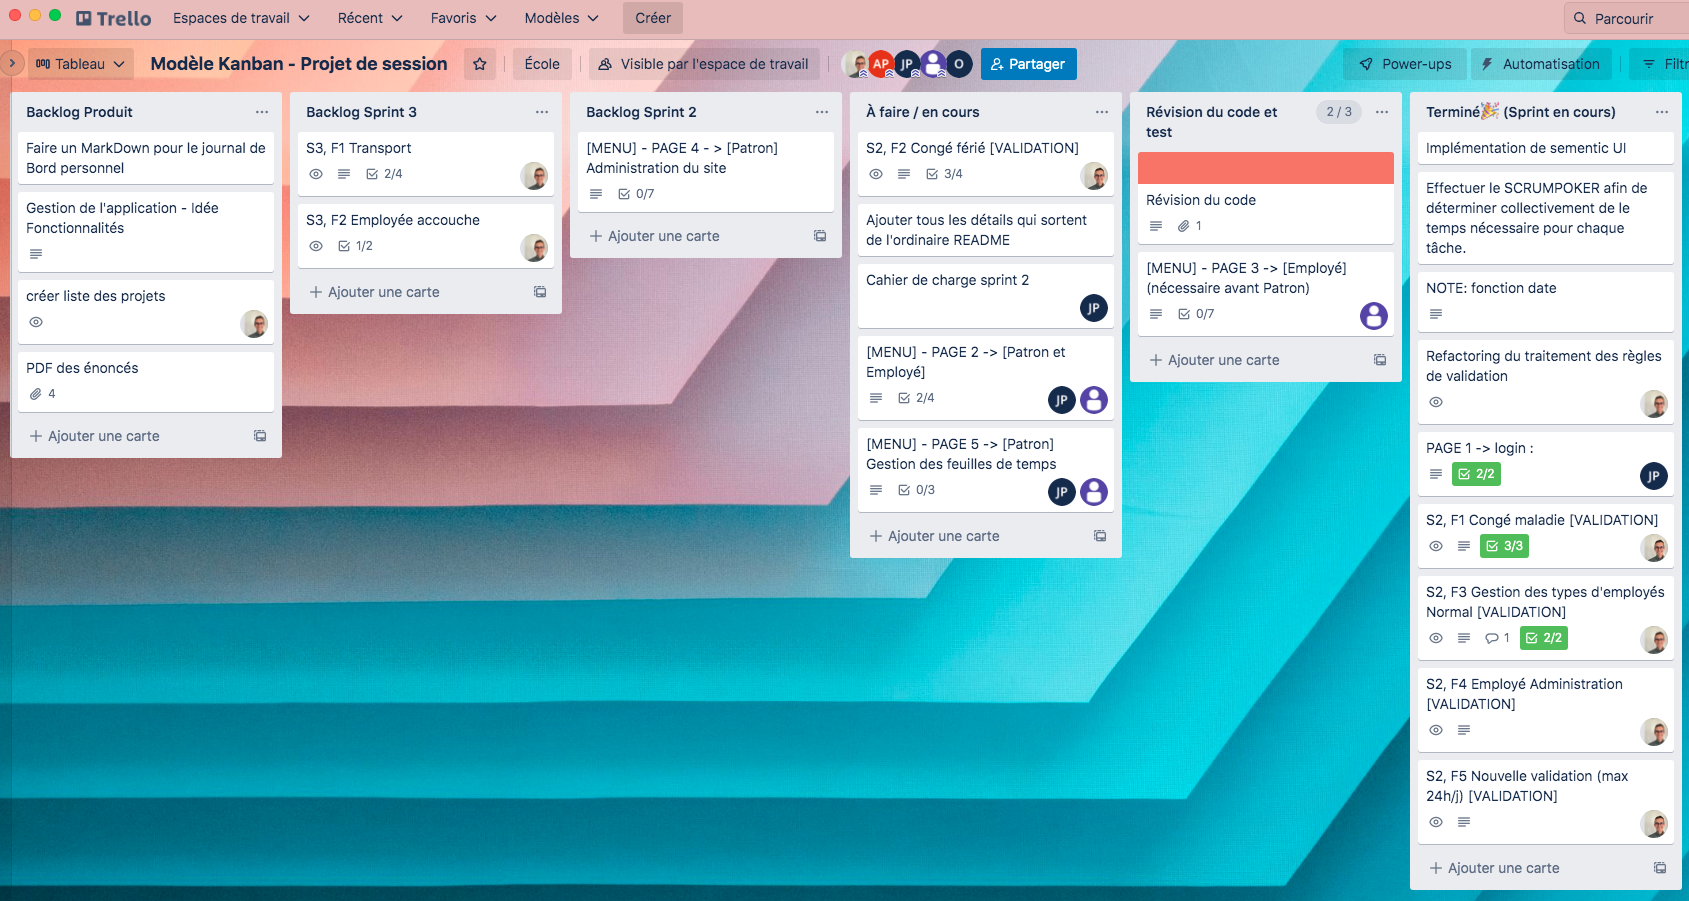 Trello
Espaces de travail
Récent
Favoris
Modèles
Créer
Parcourir
Tableau
Modèle Kanban - Projet de session
École
Visible par l'espace de travail
AP
JP
O
Partager
Power-ups
Automatisation
Filtr
Backlog Produit
Faire un MarkDown pour le journal de
Bord personnel
Gestion de l'application - Idée
Fonctionnalités
créer liste des projets
PDF des énoncés
4
Ajouter une carte
Backlog Sprint 3
S3, F1 Transport
2/4
S3, F2 Employée accouche
1/2
Ajouter une carte
Backlog Sprint 2
[MENU] - PAGE 4 - > [Patron]
Administration du site
0/7
Ajouter une carte
À faire / en cours
S2, F2 Congé férié [VALIDATION]
3/4
Ajouter tous les détails qui sortent
de l'ordinaire README
Cahier de charge sprint 2
JP
[MENU] - PAGE 2 -> [Patron et
Employé]
2/4
JP
[MENU] - PAGE 5 -> [Patron]
Gestion des feuilles de temps
0/3
JP
Ajouter une carte
Révision du code et
test
2 / 3
Révision du code
1
[MENU] - PAGE 3 -> [Employé]
(nécessaire avant Patron)
0/7
Ajouter une carte
Terminé🎉 (Sprint en cours)
Implémentation de sementic UI
Effectuer le SCRUMPOKER afin de
déterminer collectivement de le
temps nécessaire pour chaque
tâche.
NOTE: fonction date
Refactoring du traitement des règles
de validation
PAGE 1 -> login :
2/2
JP
S2, F1 Congé maladie [VALIDATION]
3/3
S2, F3 Gestion des types d'employés
Normal [VALIDATION]
1
2/2
S2, F4 Employé Administration
[VALIDATION]
S2, F5 Nouvelle validation (max
24h/j) [VALIDATION]
Ajouter une carte